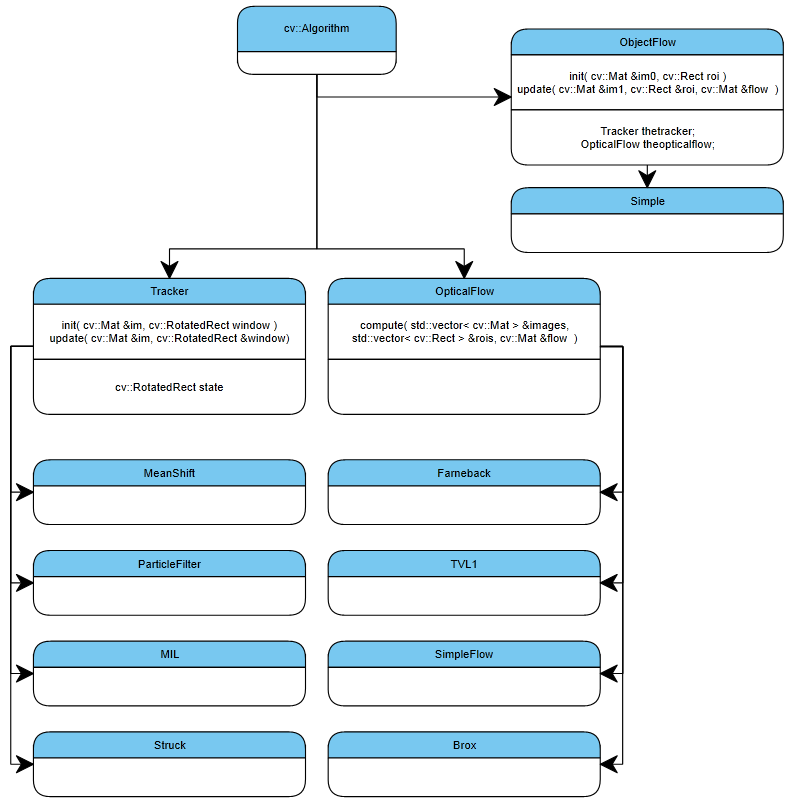 cv::Algorithm
ObjectFlow
init( cv::Mat &im0, cv::Rect roi )
update( cv::Mat &im1, cv::Rect &roi, cv::Mat &flow  )
Tracker thetracker;
OpticalFlow theopticalflow;
Simple
Tracker
init( cv::Mat &im, cv::RotatedRect window )
update( cv::Mat &im, cv::RotatedRect &window)
cv::RotatedRect state
OpticalFlow
compute( std::vector< cv::Mat > &images,
std::vector< cv::Rect > &rois, cv::Mat &flow  )
MeanShift
Farneback
ParticleFilter
TVL1
MIL
SimpleFlow
Struck
Brox